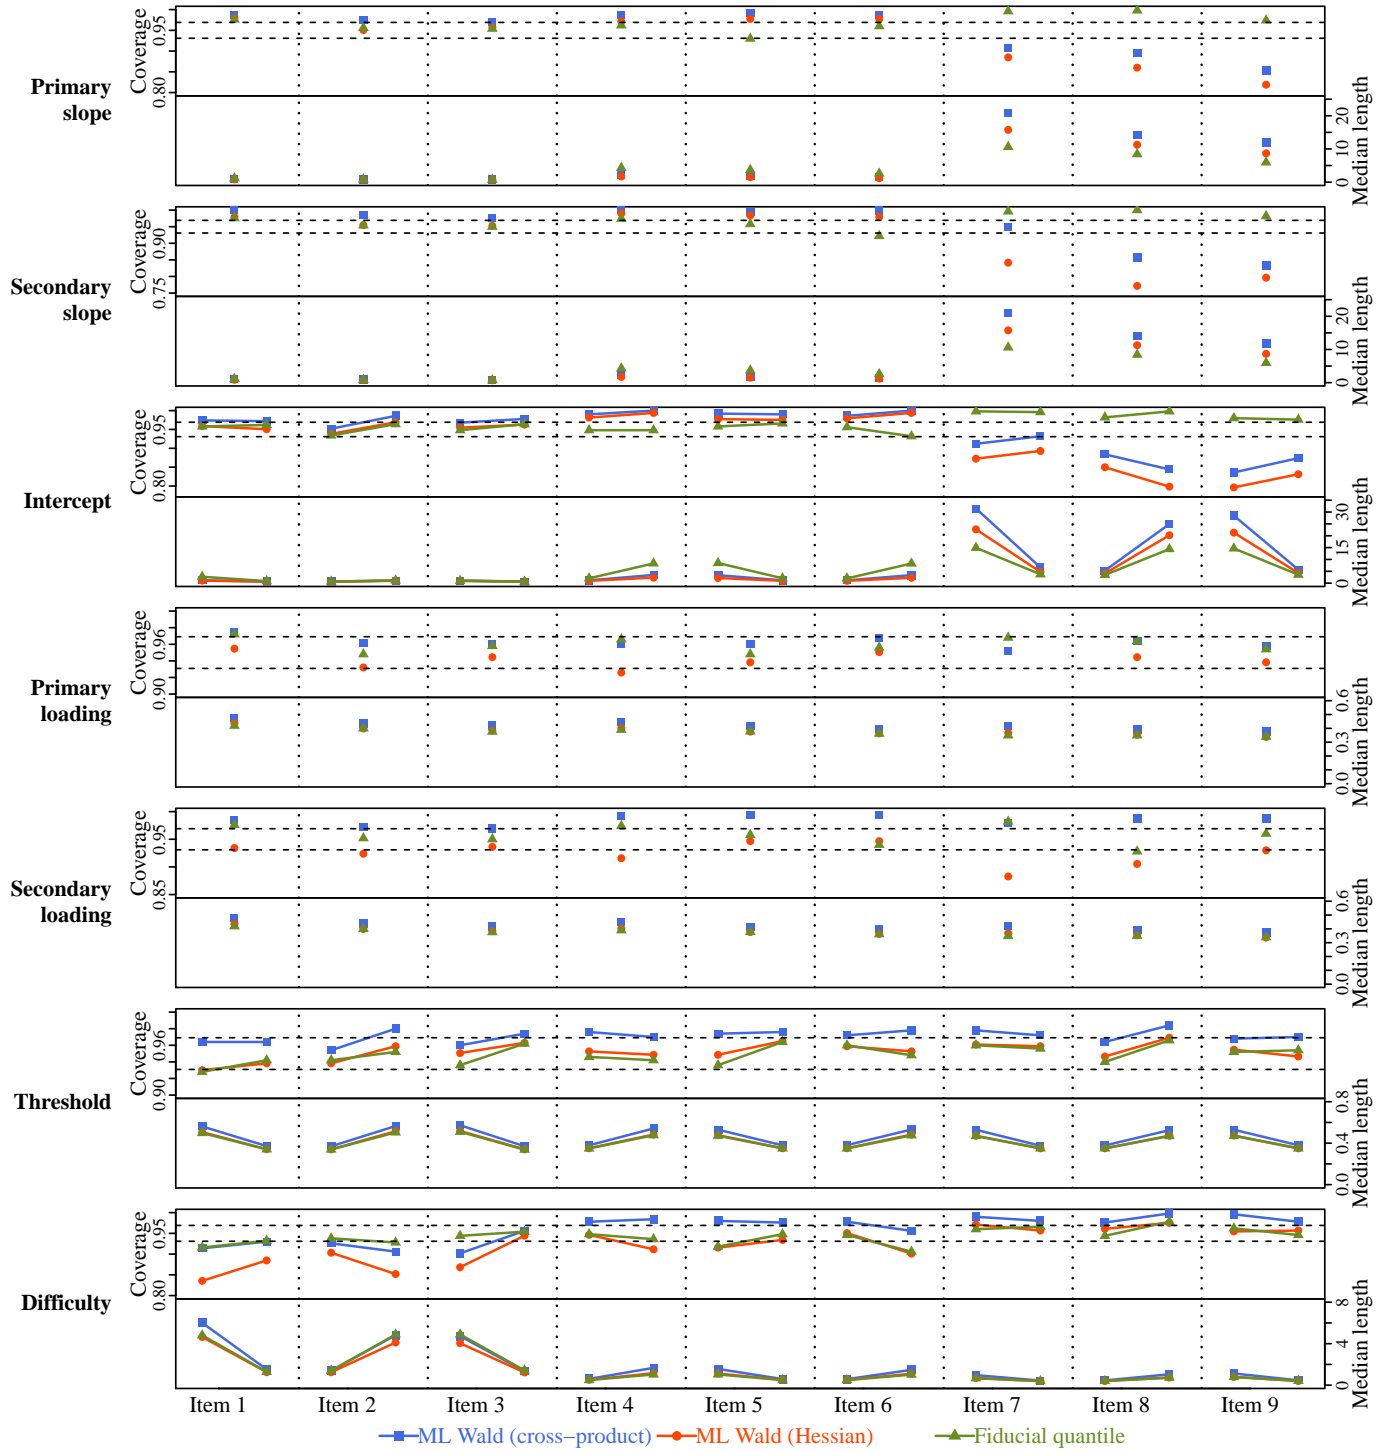 Primary
slope
Coverage
0.80 0.95
Median length
0 10 20
Secondary
slope
Coverage
0.75 0.90
Median length
0 10 20
Intercept
Coverage
0.80 0.95
Median length
0 15 30
Primary
loading
Coverage
0.90 0.96
Median length
0.0 0.3 0.6
Secondary
loading
Coverage
0.85 0.95
Median length
0.0 0.3 0.6
Threshold
Coverage
0.90 0.96
Median length
0.0 0.4 0.8
Difficulty
Coverage
0.80 0.95
Median length
0 4 8
Item 1 Item 2 Item 3 Item 4 Item 5 Item 6 Item 7 Item 8 Item 9
ML Wald (cross−product) ML Wald (Hessian) Fiducial quantile